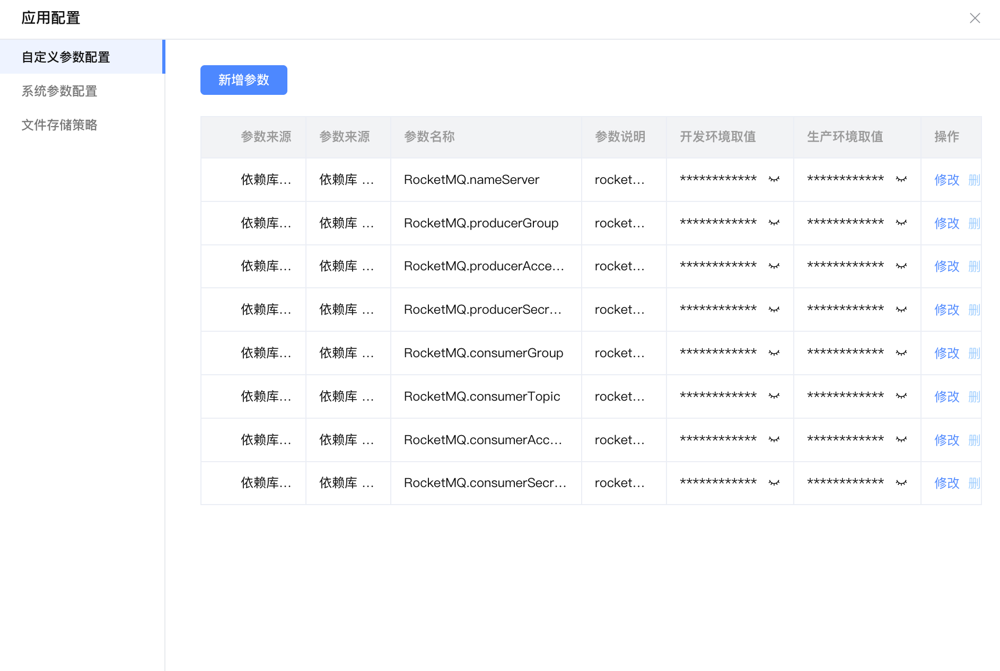 应用配置
自定义参数配置
系统参数配置
文件存储策略
新增参数
参数来源 参数来源 参数名称 参数说明 开发环境取值 生产环境取值 操作
依赖库... 依赖库 ... RocketMQ.nameServer rocket... ************ ************ 修改 删
依赖库... 依赖库 ... RocketMQ.producerGroup rocket... ************ ************ 修改 删
依赖库... 依赖库 ... RocketMQ.producerAcce... rocket... ************ ************ 修改 删
依赖库... 依赖库 ... RocketMQ.producerSecr... rocket... ************ ************ 修改 删
依赖库... 依赖库 ... RocketMQ.consumerGroup rocket... ************ ************ 修改 删
依赖库... 依赖库 ... RocketMQ.consumerTopic rocket... ************ ************ 修改 删
依赖库... 依赖库 ... RocketMQ.consumerAcc... rocket... ************ ************ 修改 删
依赖库... 依赖库 ... RocketMQ.consumerSecr... rocket... ************ ************ 修改 删